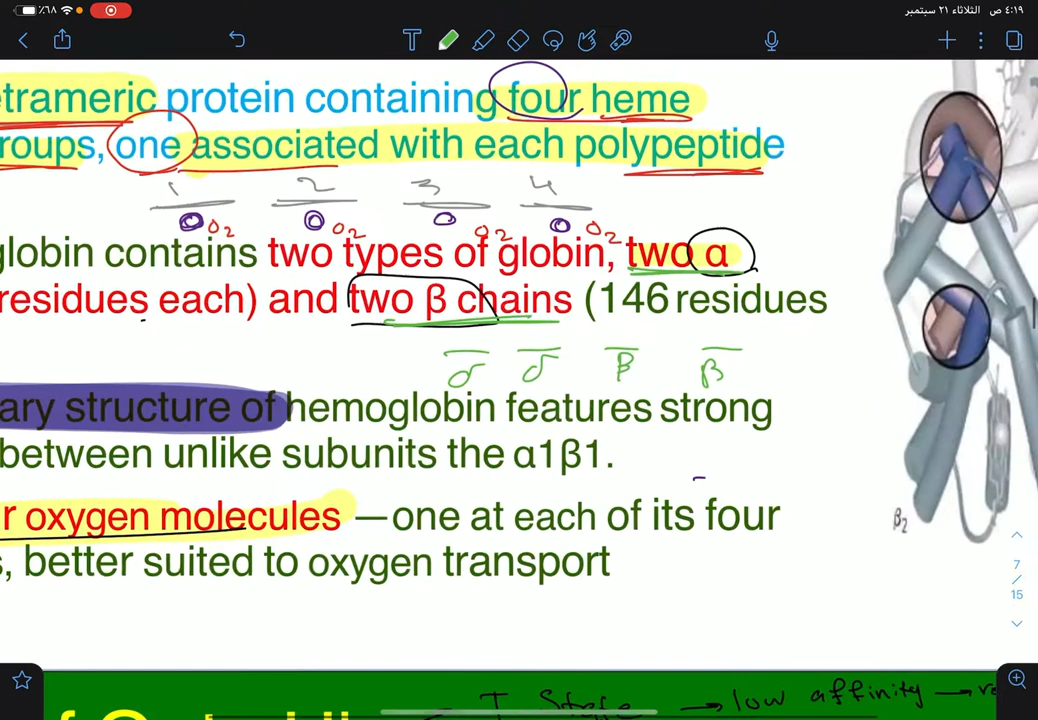 ٤:١٩ ص الثلاثاء ٢١ سبتمبر
٪٦٨
etrameric protein containing four heme
roups, one associated with each polypeptide
1 2 3 4
O2 O2 O2 O2
globin contains two types of globin, two α
residues each) and two β chains (146 residues
β β
ary structure of hemoglobin features strong
between unlike subunits the α1β1.
r oxygen molecules —one at each of its four
s, better suited to oxygen transport
β2
7
/
15
T State → low affinity →